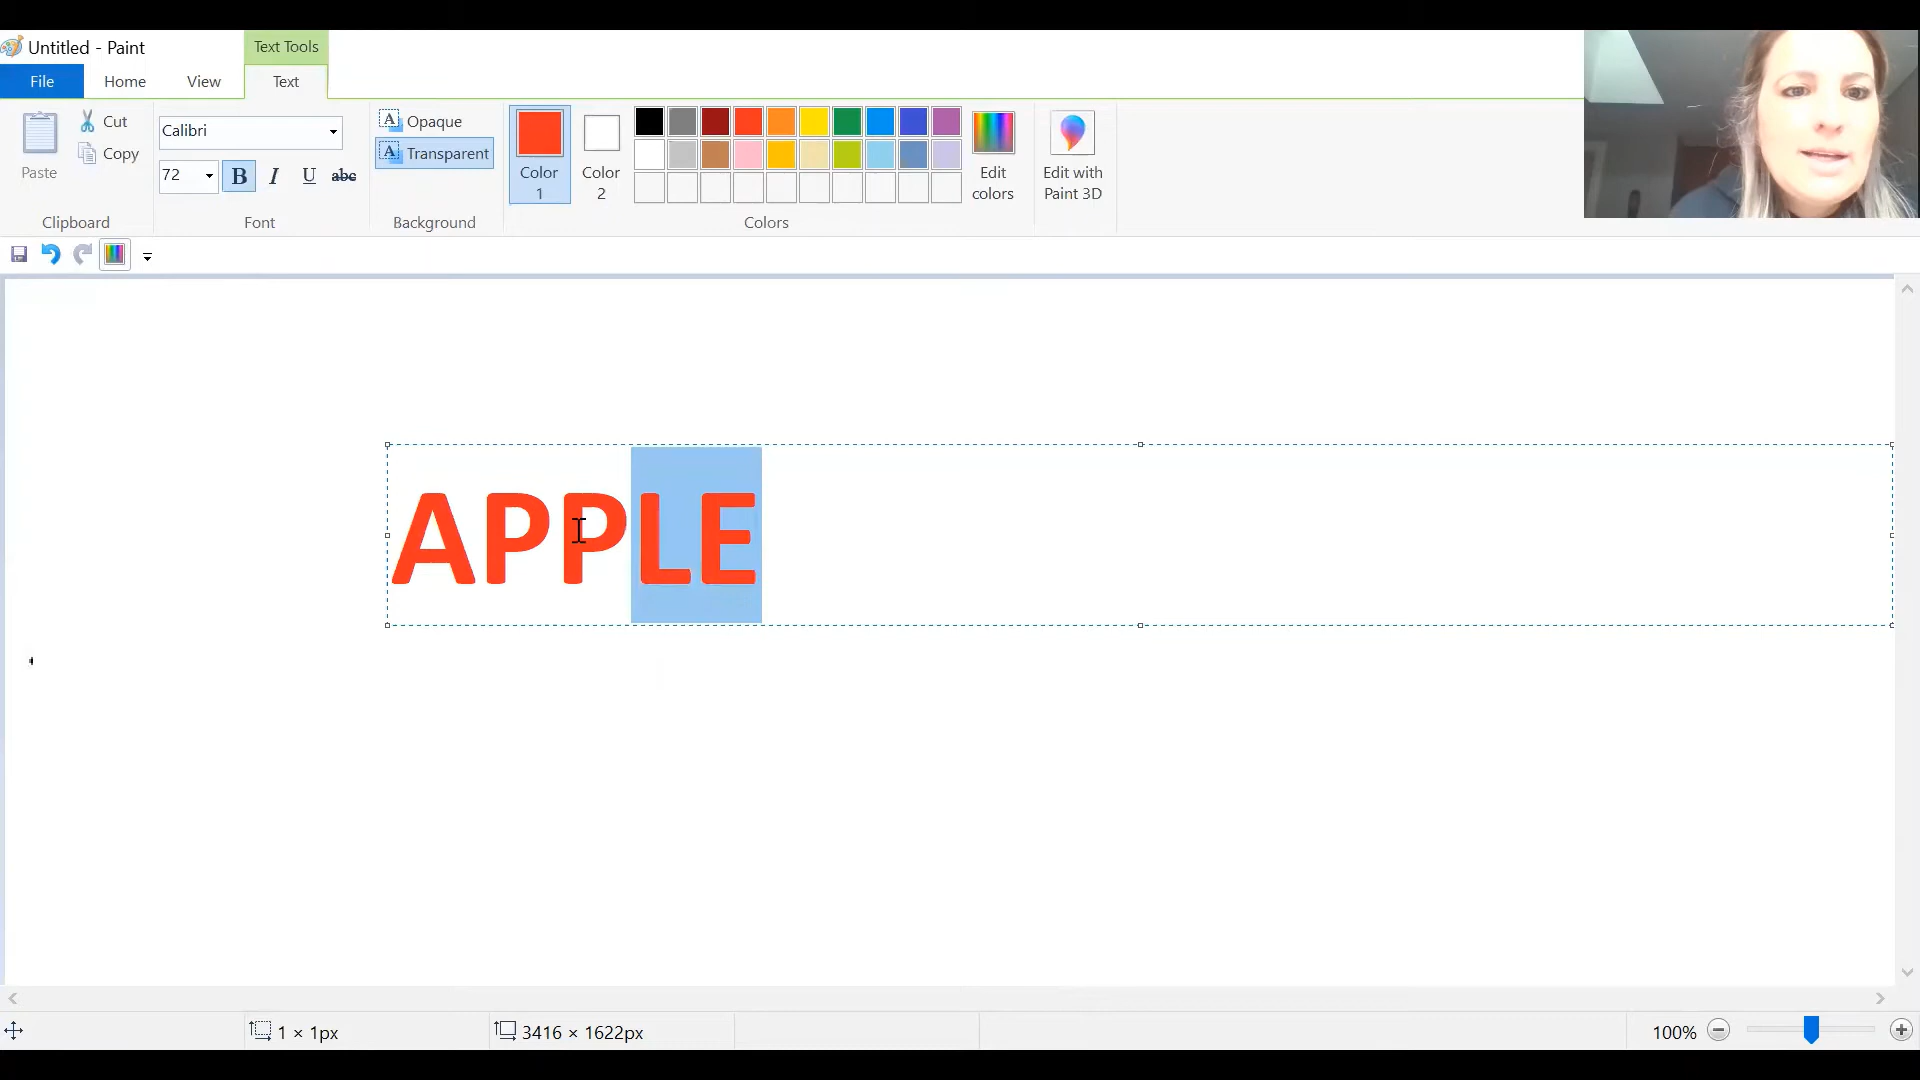 Untitled - Paint
Text Tools
File
Home
View
Text
Paste
Cut
Copy
Clipboard
Calibri
72
B
I
U
abc
Font
A Opaque
A Transparent
Background
Color
1
Color
2
Colors
Edit
colors
Edit with
Paint 3D
APPLE
1 × 1px
3416 × 1622px
100%